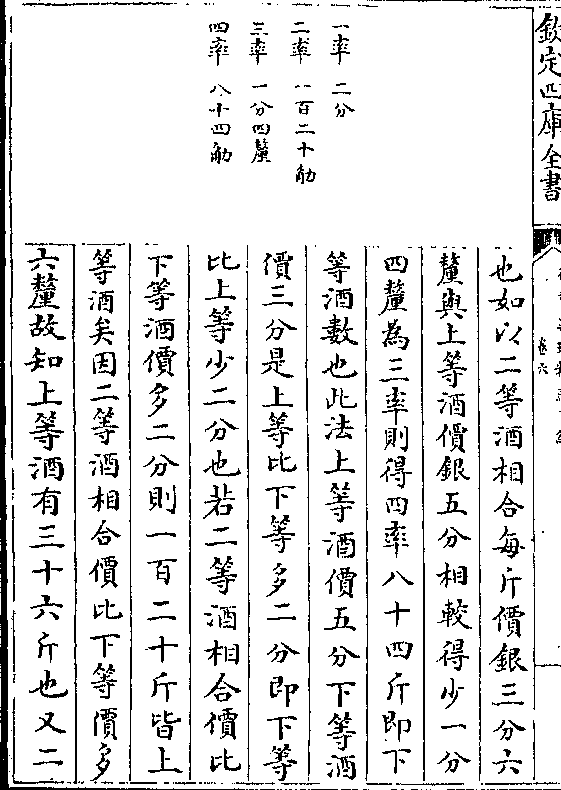 欽定四庫全書
卷六
一率 二分
二率 一百二十觔
三率 一分四釐
四率 八十四觔
也如以二等酒相合每斤價銀三分六
釐與上等酒價銀五分相較得少一分
四釐為三率則得四率八十四斤即下
等酒數也此法上等酒價五分下等酒
價三分是上等比下等多二分即下等
比上等少二分也若二等酒相合價比
下等酒價多二分則一百二十斤皆上
等酒矣因二等酒相合價比下等價多
六釐故知上等酒有三十六斤也又二